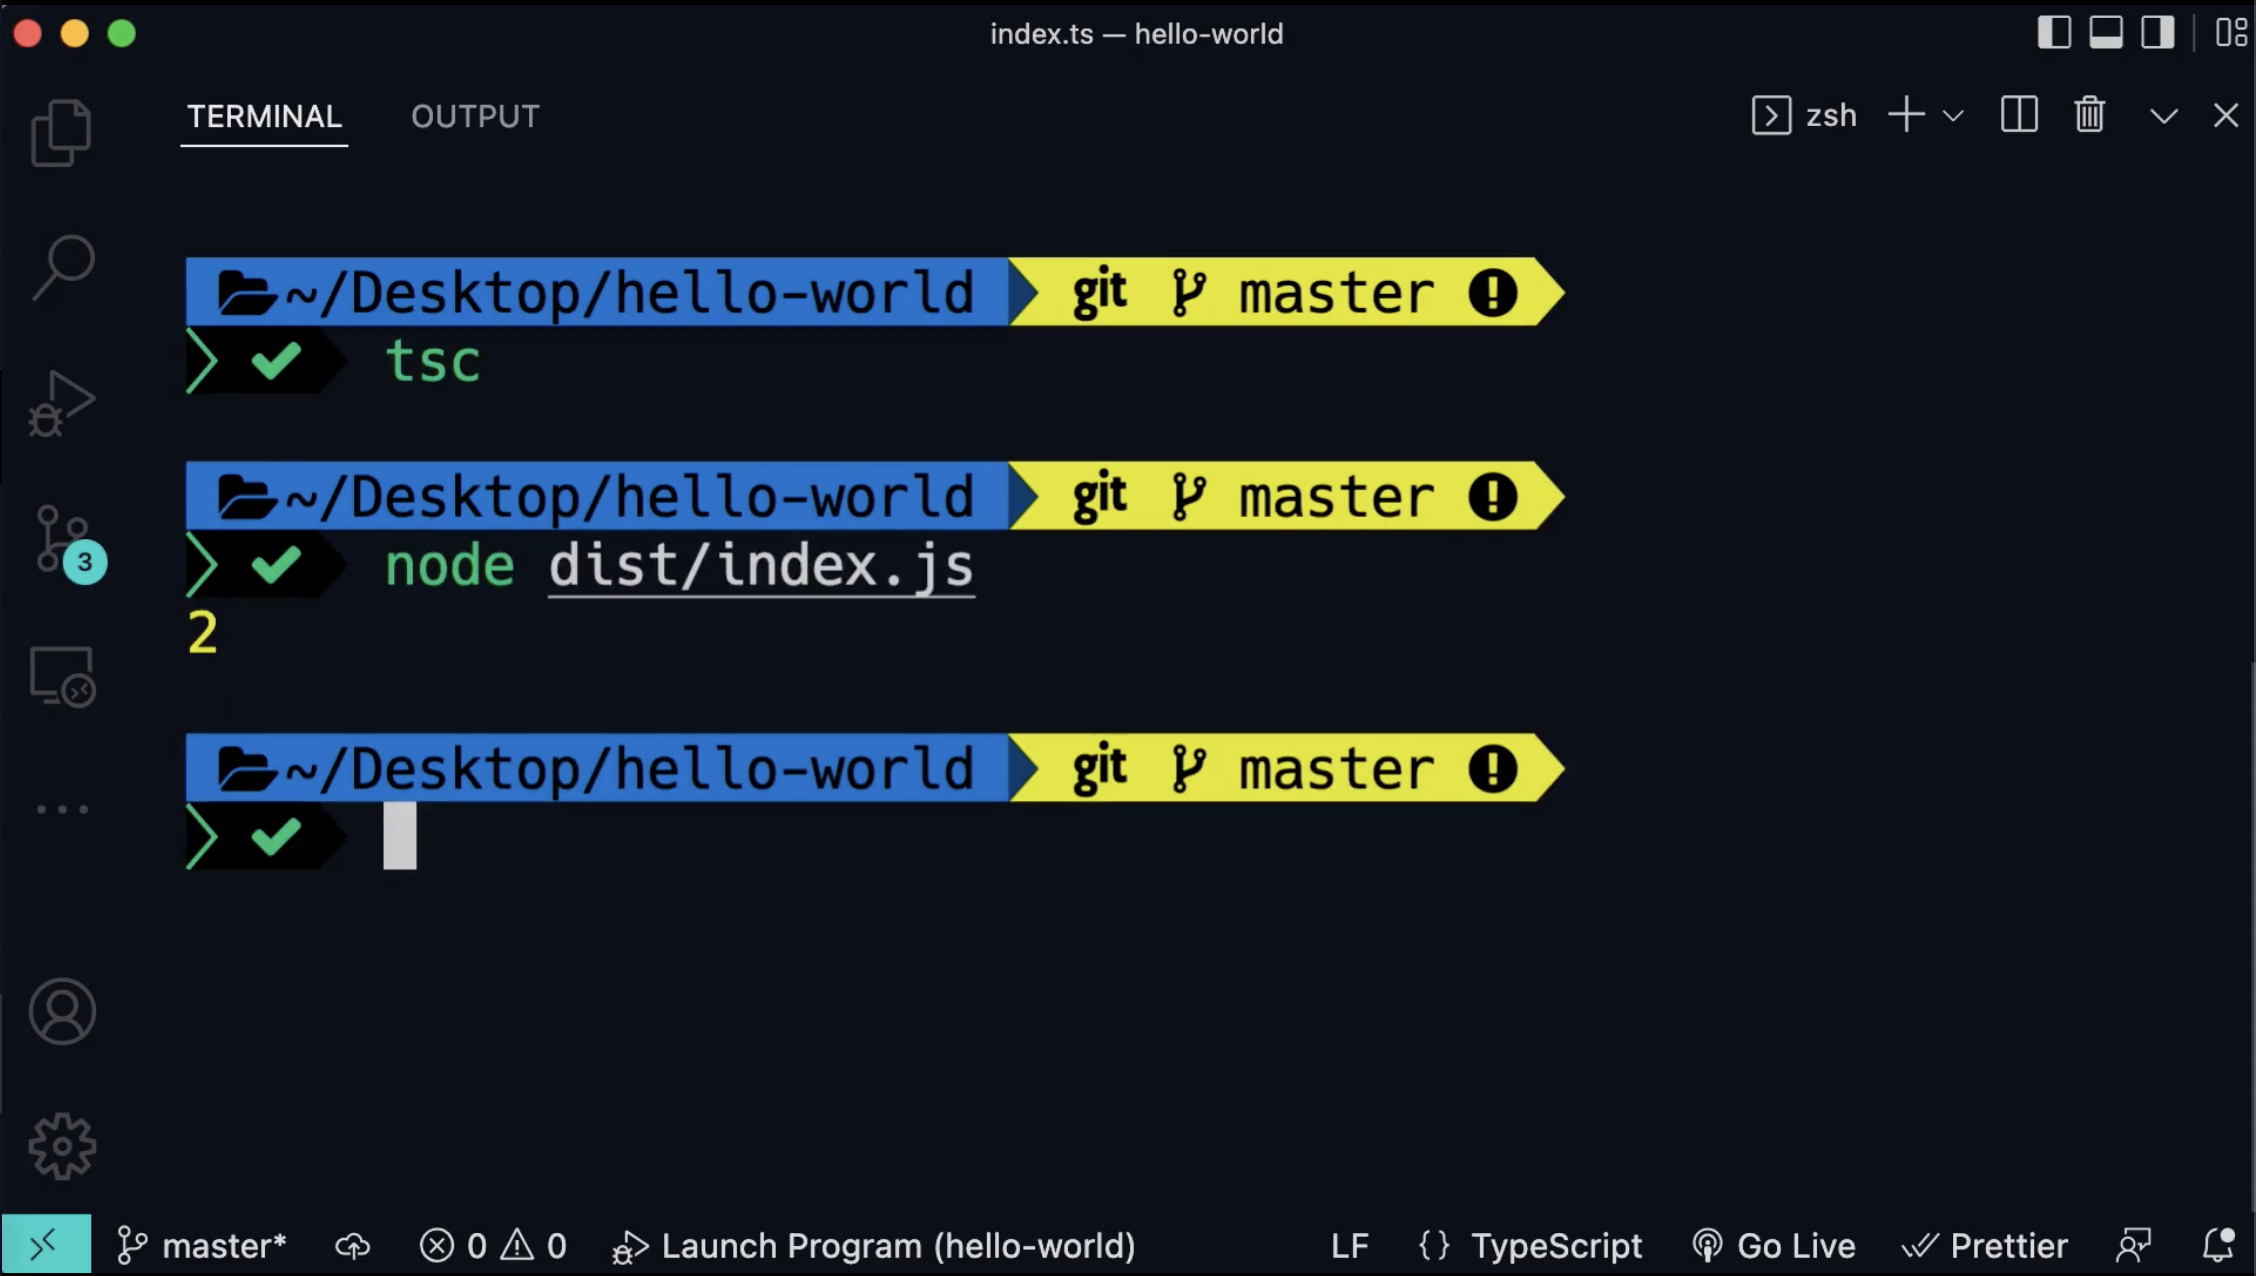 index.ts — hello-world
TERMINAL OUTPUT zsh
~/Desktop/hello-world git master
tsc
~/Desktop/hello-world git master
node dist/index.js
2
~/Desktop/hello-world git master
3
master* 0 0 Launch Program (hello-world) LF {} TypeScript Go Live Prettier